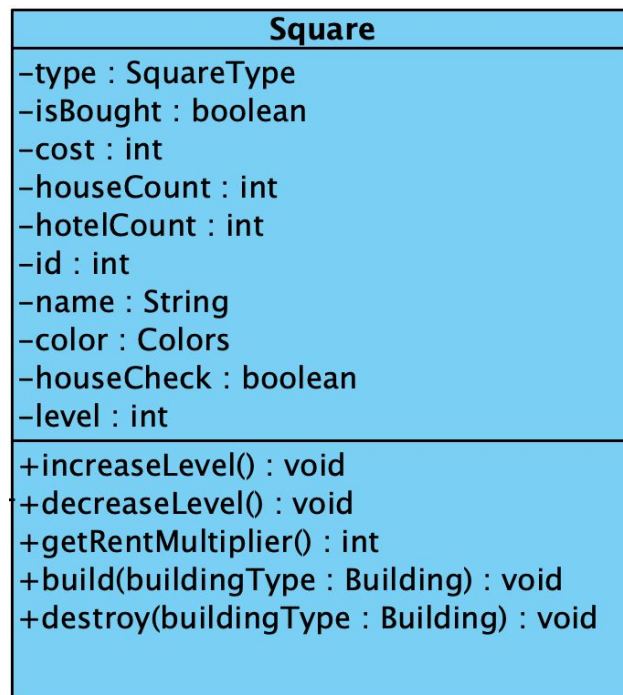 Square
-type : SquareType
-isBought : boolean
-cost : int
-houseCount : int
-hotelCount : int
-id : int
-name : String
-color : Colors
-houseCheck : boolean
-level : int
+increaseLevel() : void
+decreaseLevel() : void
+getRentMultiplier() : int
+build(buildingType : Building) : void
+destroy(buildingType : Building) : void